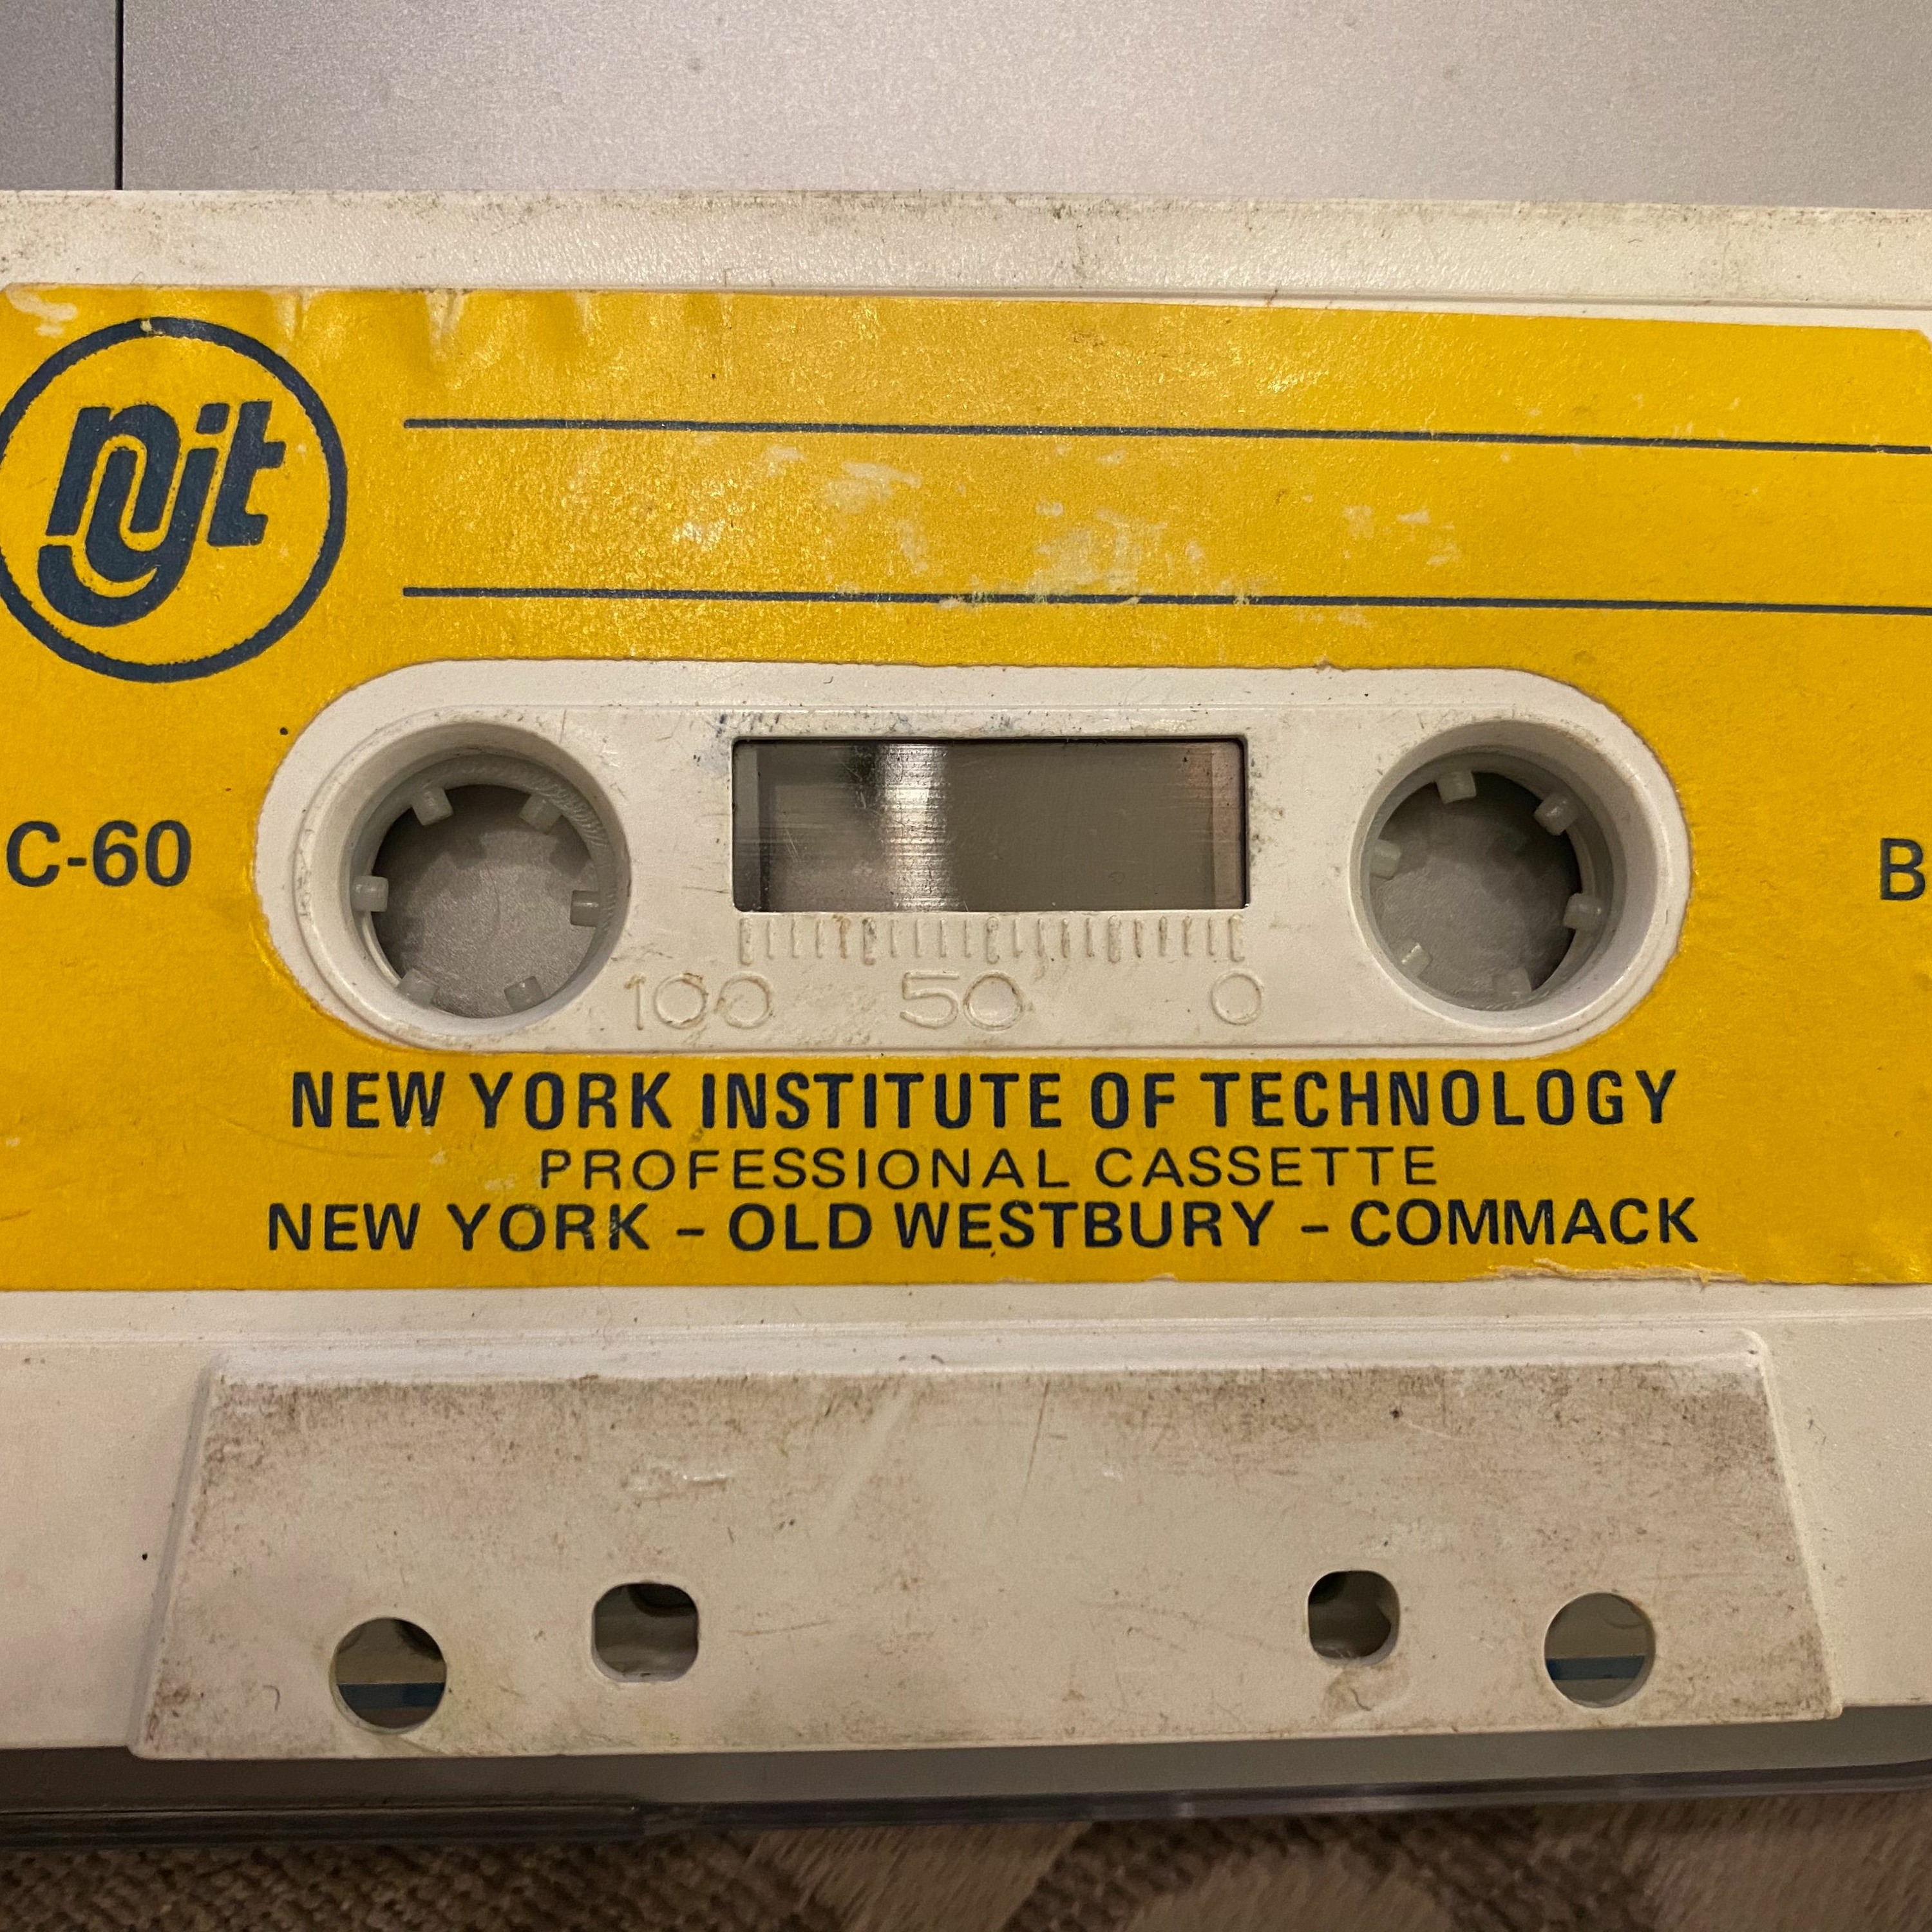 nyit
C-60
B
100 50 0
NEW YORK INSTITUTE OF TECHNOLOGY
PROFESSIONAL CASSETTE
NEW YORK - OLD WESTBURY - COMMACK